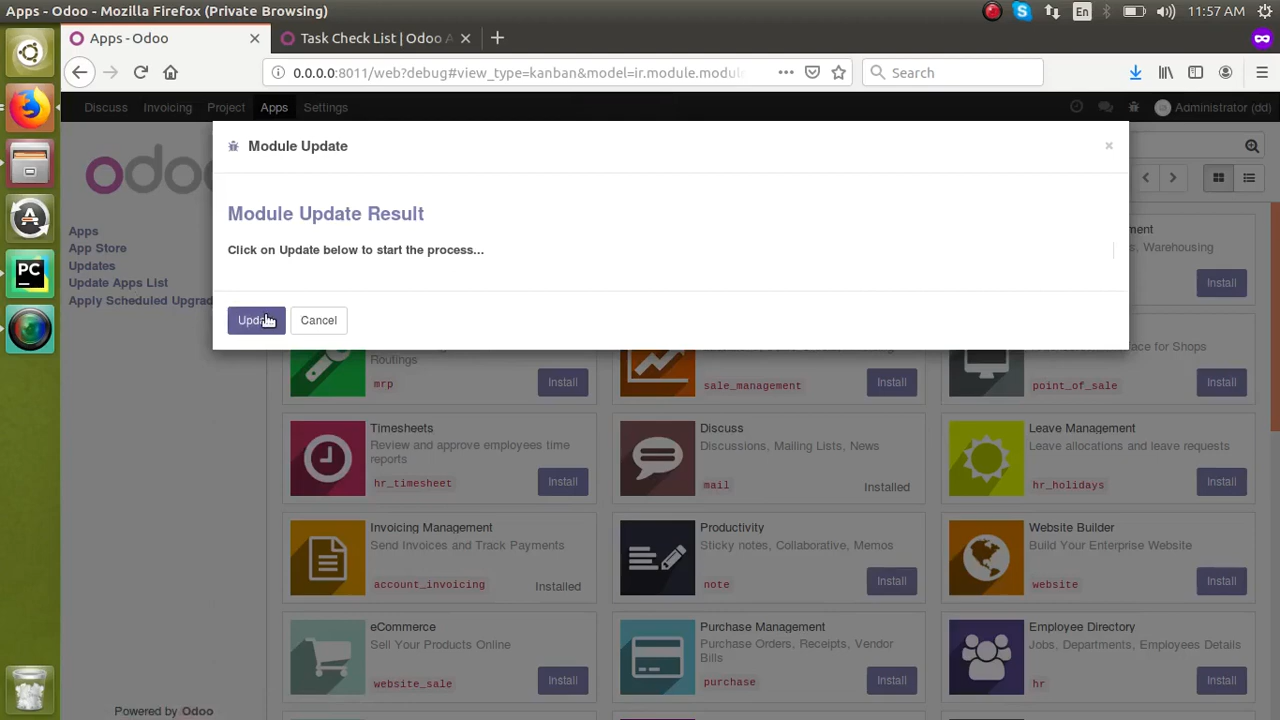 Apps - Odoo - Mozilla Firefox (Private Browsing)
En
11:57 AM
Apps - Odoo
Task Check List | Odoo A
0.0.0.0:8011/web?debug#view_type=kanban&model=ir.module.modul
Search
Discuss
Invoicing
Project
Apps
Settings
Administrator (dd)
Module Update
×
odoo
Module Update Result
Click on Update below to start the process...
Update
Cancel
Apps
App Store
Updates
Update Apps List
Apply Scheduled Upgrad
Warehousing
Install
Routings
mrp
Install
sale_management
Install
ace for Shops
point_of_sale
Install
Timesheets
Review and approve employees time
reports
hr_timesheet
Install
Discuss
Discussions, Mailing Lists, News
mail
Installed
Leave Management
Leave allocations and leave requests
hr_holidays
Install
Invoicing Management
Send Invoices and Track Payments
account_invoicing
Installed
Productivity
Sticky notes, Collaborative, Memos
note
Install
Website Builder
Build Your Enterprise Website
website
Install
eCommerce
Sell Your Products Online
website_sale
Install
Purchase Management
Purchase Orders, Receipts, Vendor
Bills
purchase
Install
Employee Directory
Jobs, Departments, Employees Details
hr
Install
Powered by Odoo
PC